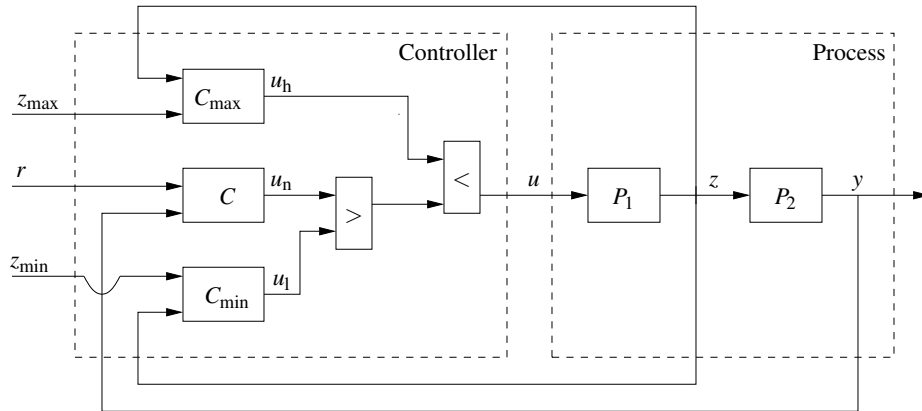 Controller
Process
z_max
C_max
u_h
r
C
u_n
>
<
u
P_1
z
P_2
y
z_min
C_min
u_l